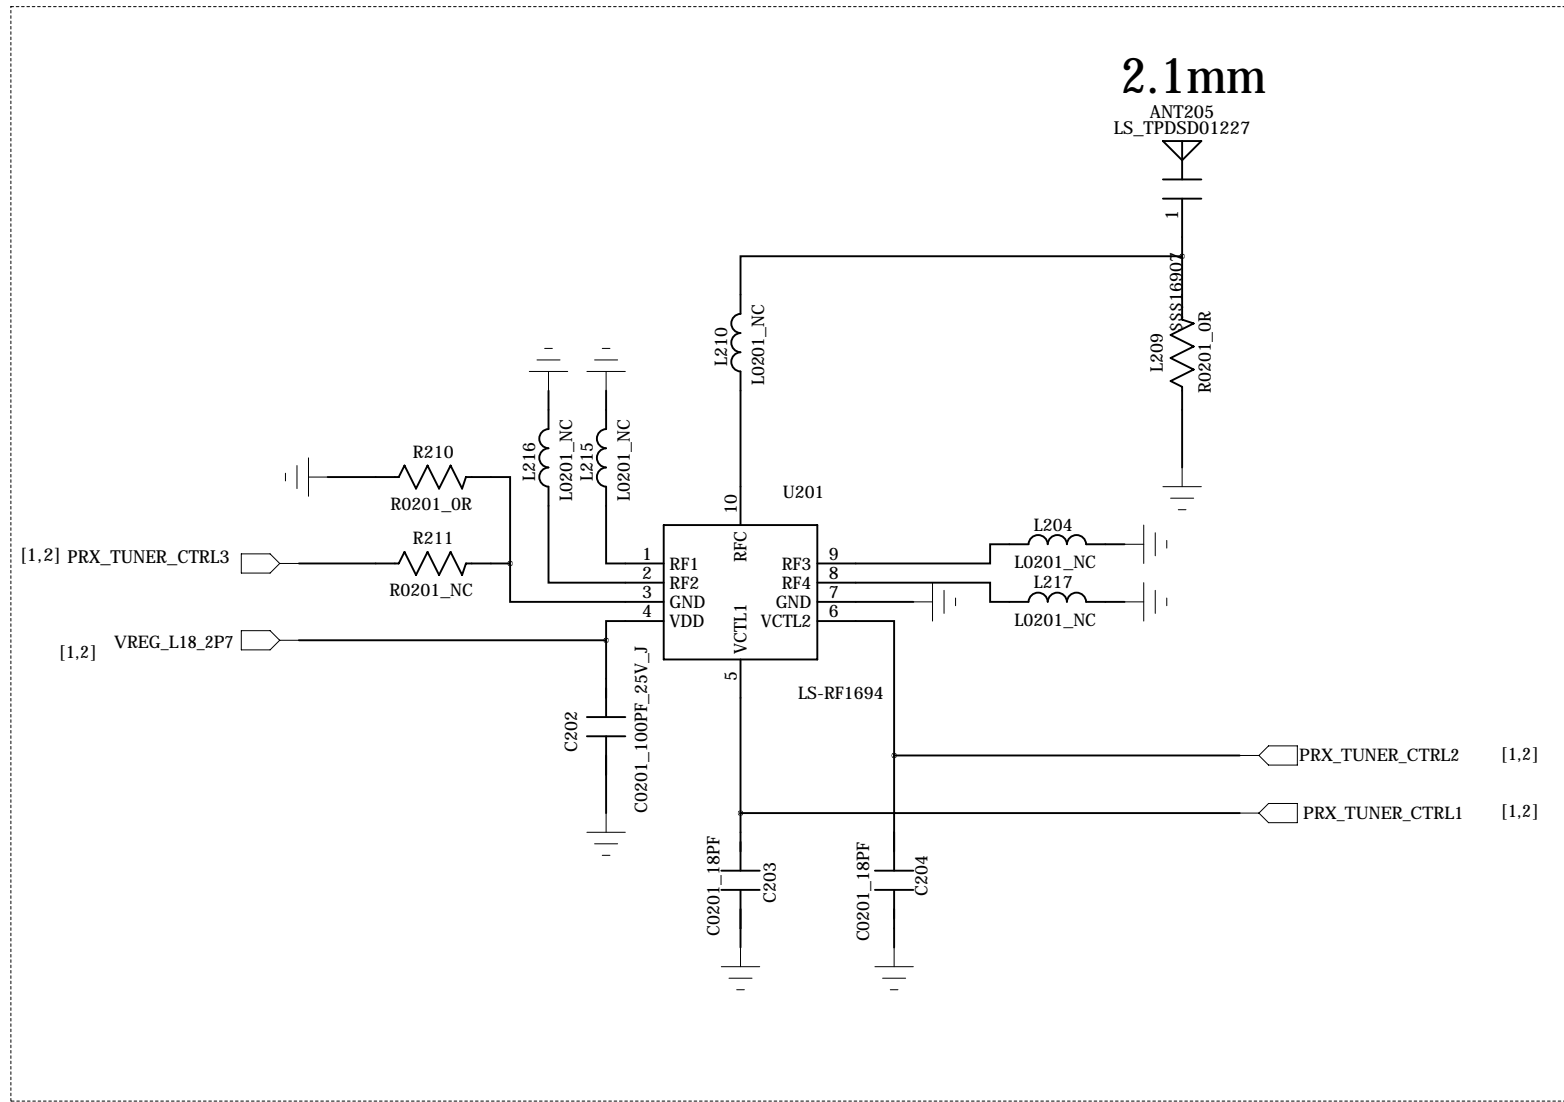 2.1mm
ANT205
LS_TPDSD01227
1
SSS16907
L209
R0201_0R
L210
L0201_NC
L216
L0201_NC
L215
L0201_NC
R210
R0201_0R
[1,2] PRX_TUNER_CTRL3
R211
R0201_NC
[1,2] VREG_L18_2P7
U201
10
RFC
1 RF1
2 RF2
3 GND
4 VDD
VCTL1
5
RF3 9
RF4 8
GND 7
VCTL2 6
LS-RF1694
L204
L0201_NC
L217
L0201_NC
C202
C0201_100PF_25V_J
PRX_TUNER_CTRL2 [1,2]
PRX_TUNER_CTRL1 [1,2]
C0201_18PF
C203
C0201_18PF
C204